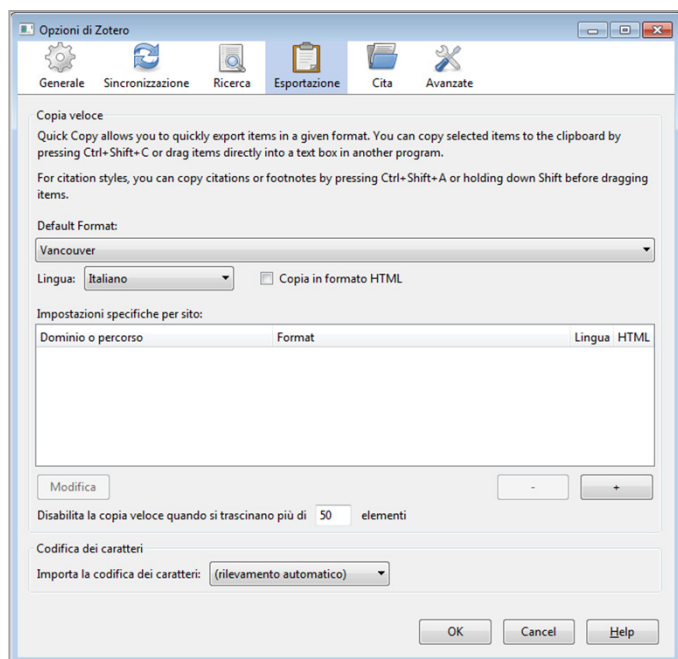 Opzioni di Zotero
Generale Sincronizzazione Ricerca Esportazione Cita Avanzate
Copia veloce
Quick Copy allows you to quickly export items in a given format. You can copy selected items to the clipboard by
pressing Ctrl+Shift+C or drag items directly into a text box in another program.
For citation styles, you can copy citations or footnotes by pressing Ctrl+Shift+A or holding down Shift before dragging
items.
Default Format:
Vancouver
Lingua: Italiano Copia in formato HTML
Impostazioni specifiche per sito:
Dominio o percorso Format Lingua HTML
Modifica - +
Disabilita la copia veloce quando si trascinano più di 50 elementi
Codifica dei caratteri
Importa la codifica dei caratteri: (rilevamento automatico)
OK Cancel Help